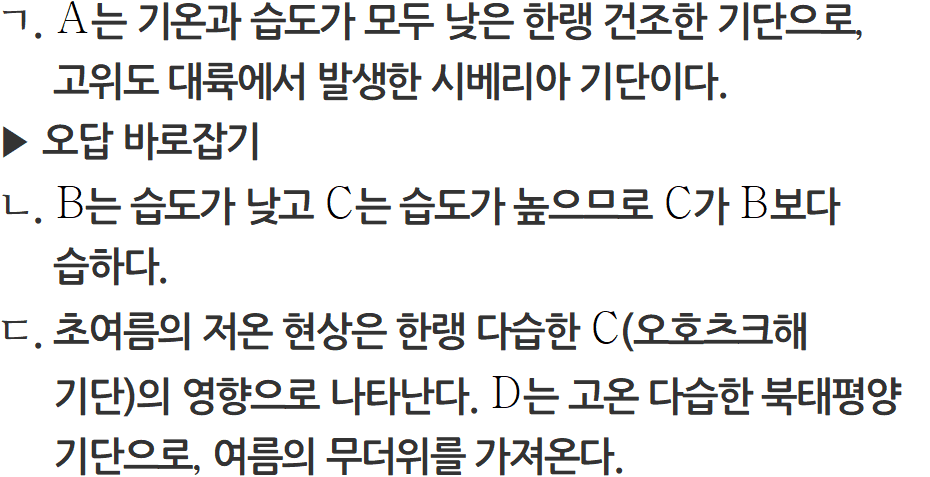 ㄱ. A는 기온과 습도가 모두 낮은 한랭 건조한 기단으로,
고위도 대륙에서 발생한 시베리아 기단이다.
▶ 오답 바로잡기
ㄴ. B는 습도가 낮고 C는 습도가 높으므로 C가 B보다
습하다.
ㄷ. 초여름의 저온 현상은 한랭 다습한 C(오호츠크해
기단)의 영향으로 나타난다. D는 고온 다습한 북태평양
기단으로, 여름의 무더위를 가져온다.